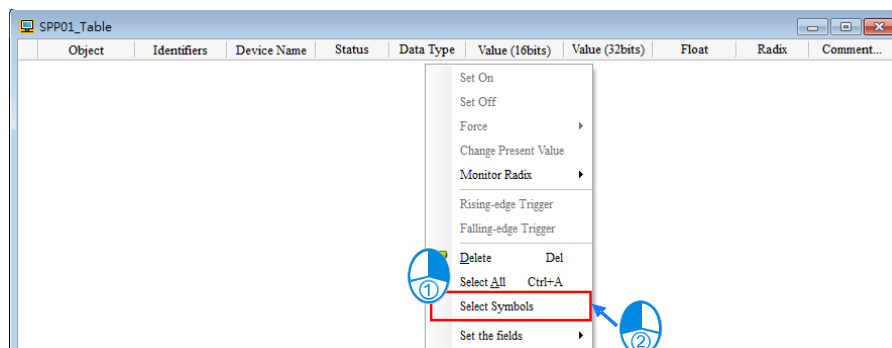 SPP01_Table
Object Identifiers Device Name Status Data Type Value (16bits) Value (32bits) Float Radix Comment...
Set On
Set Off
Force
Change Present Value
Monitor Radix
Rising-edge Trigger
Falling-edge Trigger
Delete Del
Select All Ctrl+A
1
Select Symbols
Set the fields
2